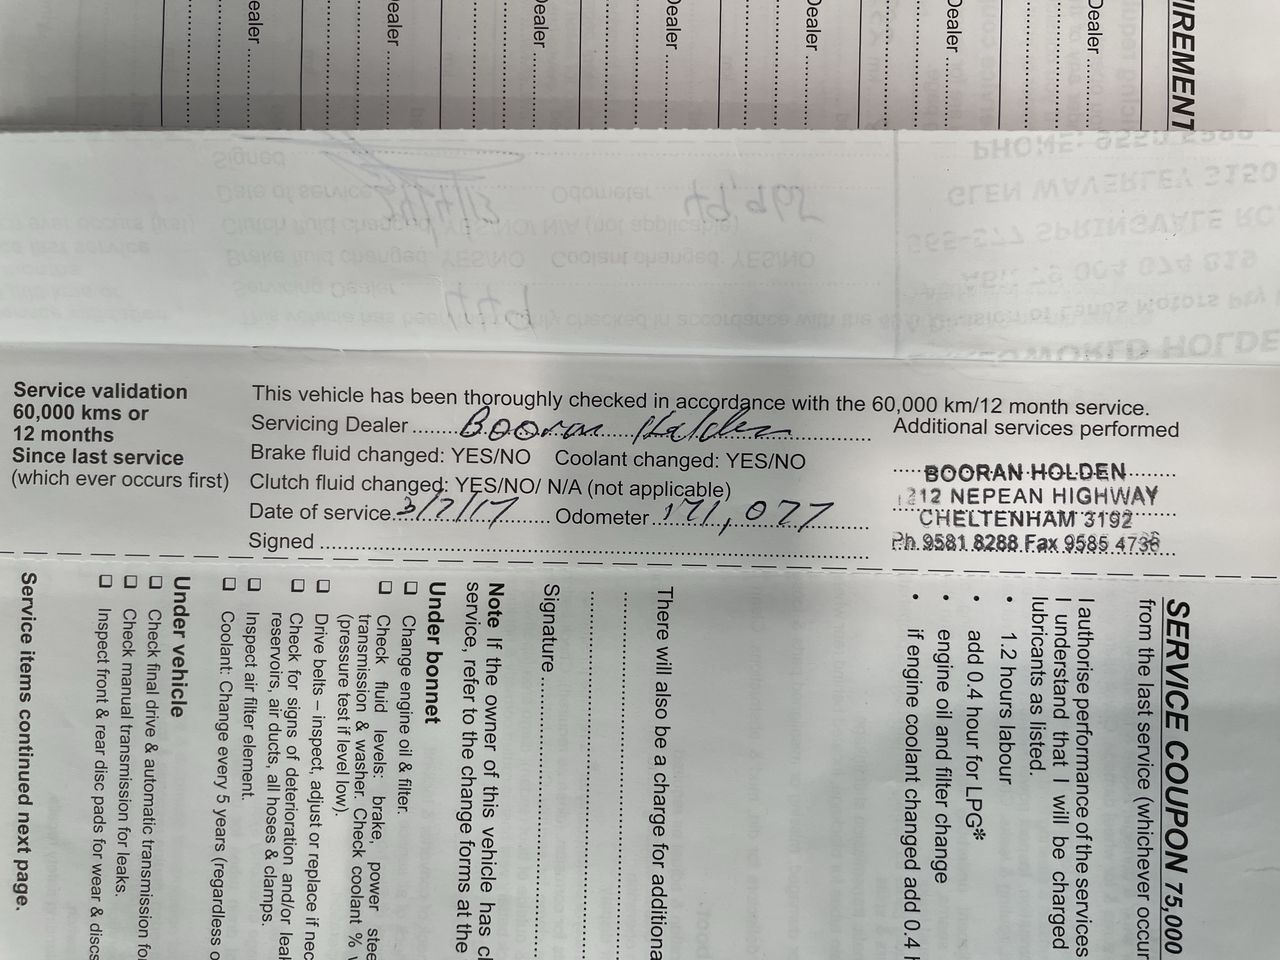 IREMENT
Dealer
Dealer
Dealer
Dealer
Dealer
Dealer
Dealer
Service validation
60,000 kms or
12 months
Since last service
(which ever occurs first)
This vehicle has been thoroughly checked in accordance with the 60,000 km/12 month service.
Servicing Dealer Booran Holden
Additional services performed
Brake fluid changed: YES/NO Coolant changed: YES/NO
Clutch fluid changed: YES/NO/ N/A (not applicable)
Date of service 3/7/17 Odometer 171,077
Signed
BOORAN HOLDEN
1212 NEPEAN HIGHWAY
CHELTENHAM 3192
Ph 9581 8288 Fax 9585 4736
SERVICE COUPON 75,000
from the last service (whichever occur
I authorise performance of the services
I understand that I will be charged
lubricants as listed.
• 1.2 hours labour
• add 0.4 hour for LPG*
• engine oil and filter change
• if engine coolant changed add 0.4 h
There will also be a charge for additiona
Signature
Note If the owner of this vehicle has
service, refer to the change forms at the
Under bonnet
☐ Change engine oil & filter.
☐ Check fluid levels: brake, power stee
transmission & washer. Check coolant %
(pressure test if level low).
☐ Drive belts – inspect, adjust or replace if nec
☐ Check for signs of deterioration and/or leak
reservoirs, air ducts, all hoses & clamps.
☐ Inspect air filter element.
☐ Coolant: Change every 5 years (regardless o
Under vehicle
☐ Check final drive & automatic transmission fo
☐ Check manual transmission for leaks.
☐ Inspect front & rear disc pads for wear & discs
Service items continued next page.